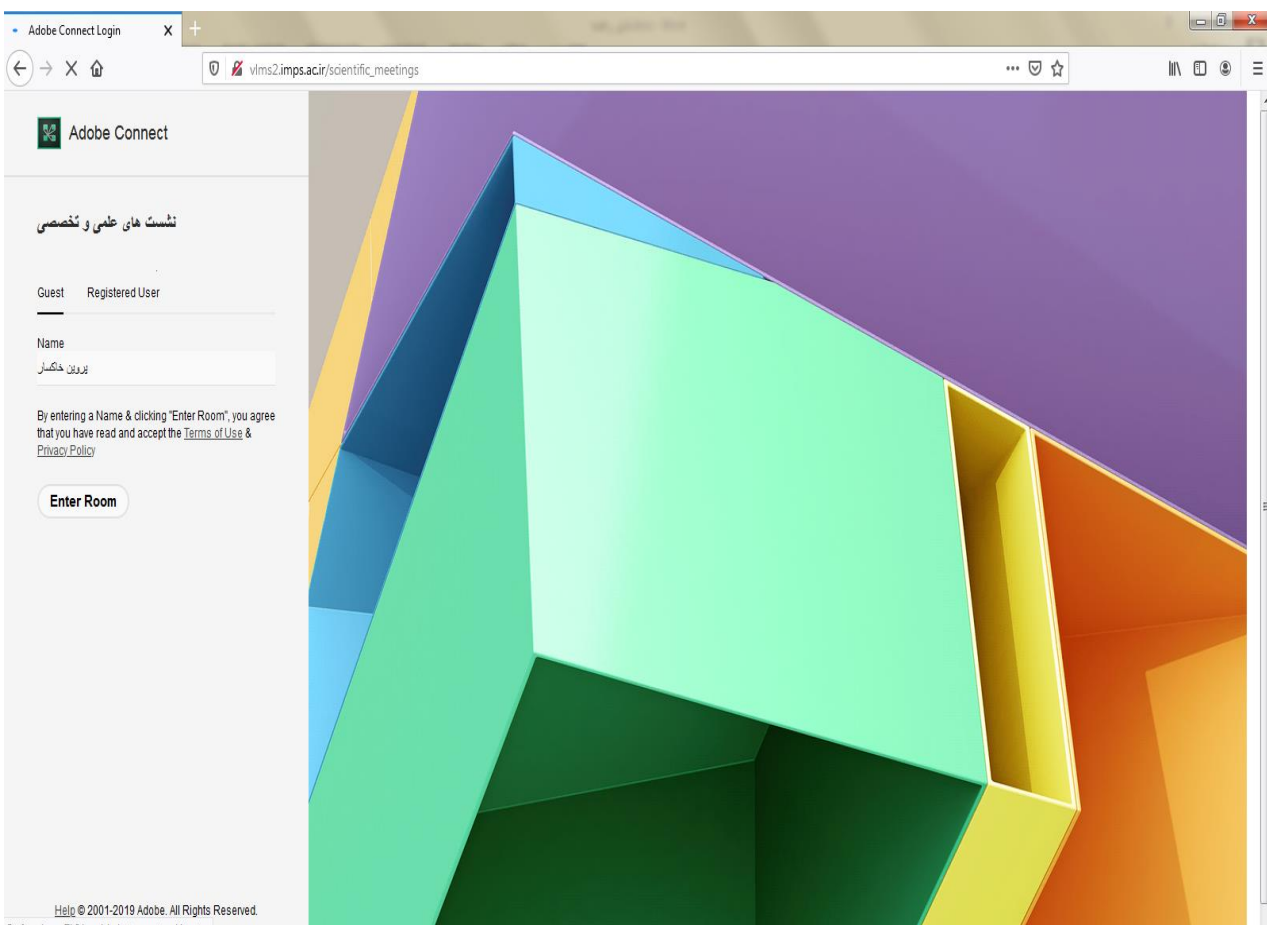 Adobe Connect Login
vlms2.imps.ac.ir/scientific_meetings
Adobe Connect
نشست های علمی و تخصصی
Guest Registered User
Name
پروین خاکسار
By entering a Name & clicking "Enter Room", you agree
that you have read and accept the Terms of Use &
Privacy Policy
Enter Room
Help © 2001-2019 Adobe. All Rights Reserved.